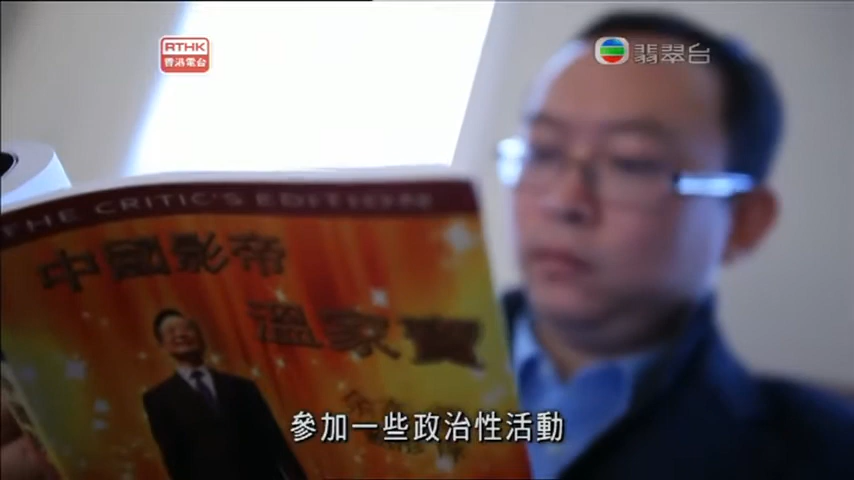 RTHK
香港電台
翡翠台
THE CRITIC'S EDITION
中國影帝
溫家寶
參加一些政治性活動